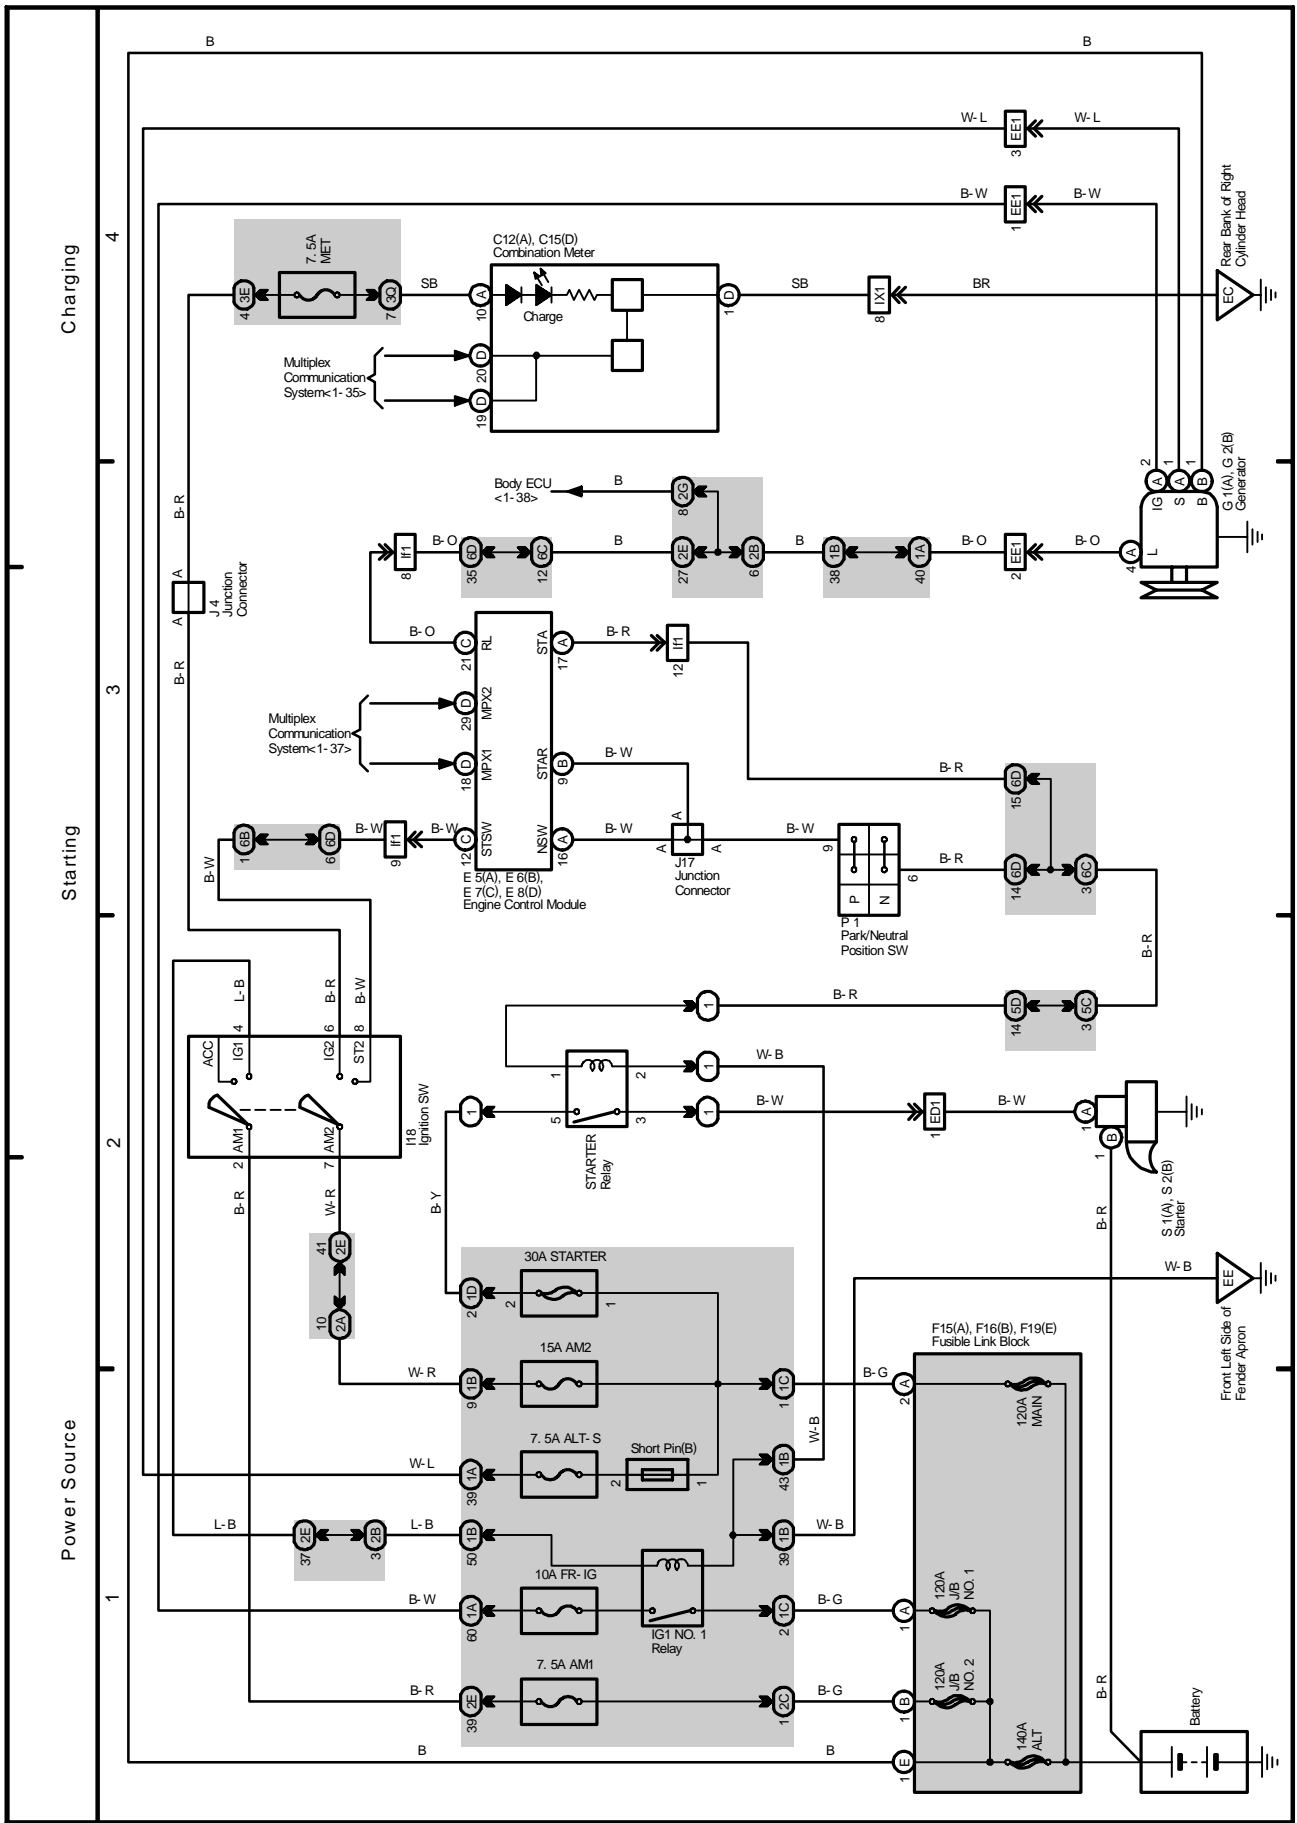 Charging
Starting
Power Source
4
3
2
1
B
B
W-L
3
EE1
W-L
B-W
1
EE1
B-W
7. 5A
MET
4
3E
7
3Q
SB
C12(A), C15(D)
Combination Meter
10
A
Charge
1
D
SB
8
IX1
BR
EC
Rear Bank of Right
Cylinder Head
Multiplex
Communication
System<1-35>
20
D
19
D
B-R
A
J 4
Junction
Connector
A
B-R
Body ECU
<1-38>
B
8
2G
8
If1
B-O
35
6D
12
6C
B
27
2E
6
2B
B
38
1B
40
1A
B-O
2
EE1
B-O
4
A
L
IG
A
2
S
A
1
B
B
1
G 1(A), G 2(B)
Generator
B-O
21
C
RL
STA
17
A
B-R
12
If1
Multiplex
Communication
System<1-37>
29
D
MPX2
18
D
MPX1
STAR
9
B
B-W
B-R
15
6D
1
6B
6
6D
B-W
9
If1
B-W
12
C
STSW
NSW
16
A
B-W
A
A
A
J17
Junction
Connector
B-W
9
P
N
6
B-R
14
6D
3
6C
B-W
E 5(A), E 6(B),
E 7(C), E 8(D)
Engine Control Module
P 1
Park/Neutral
Position SW
B-R
L-B
B-R
B-W
4
6
8
ACC
IG1
IG2
ST2
AM1
AM2
2
7
I18
Ignition SW
1
B-R
14
5D
3
5C
1
W-B
1
2
1
5
3
1
B-W
1
ED1
B-W
1
A
1
B
STARTER
Relay
S 1(A), S 2(B)
Starter
B-R
W-R
B-Y
B-R
41
2E
10
2A
30A STARTER
2
1D
2
1
W-B
EE
Front Left Side of
Fender Apron
15A AM2
W-R
9
1B
1
1C
B-G
2
A
F15(A), F16(B), F19(E)
Fusible Link Block
120A
MAIN
7. 5A ALT-S
Short Pin(B)
W-L
39
1A
2
1
43
1B
W-B
L-B
37
2E
3
2B
L-B
50
1B
39
1B
W-B
10A FR-IG
B-W
60
1A
IG1 NO. 1
Relay
2
1C
B-G
1
A
120A
J/B
NO. 1
7. 5A AM1
B-R
39
2E
1
2C
B-G
1
B
120A
J/B
NO. 2
B-R
B
B
1
E
140A
ALT
Battery